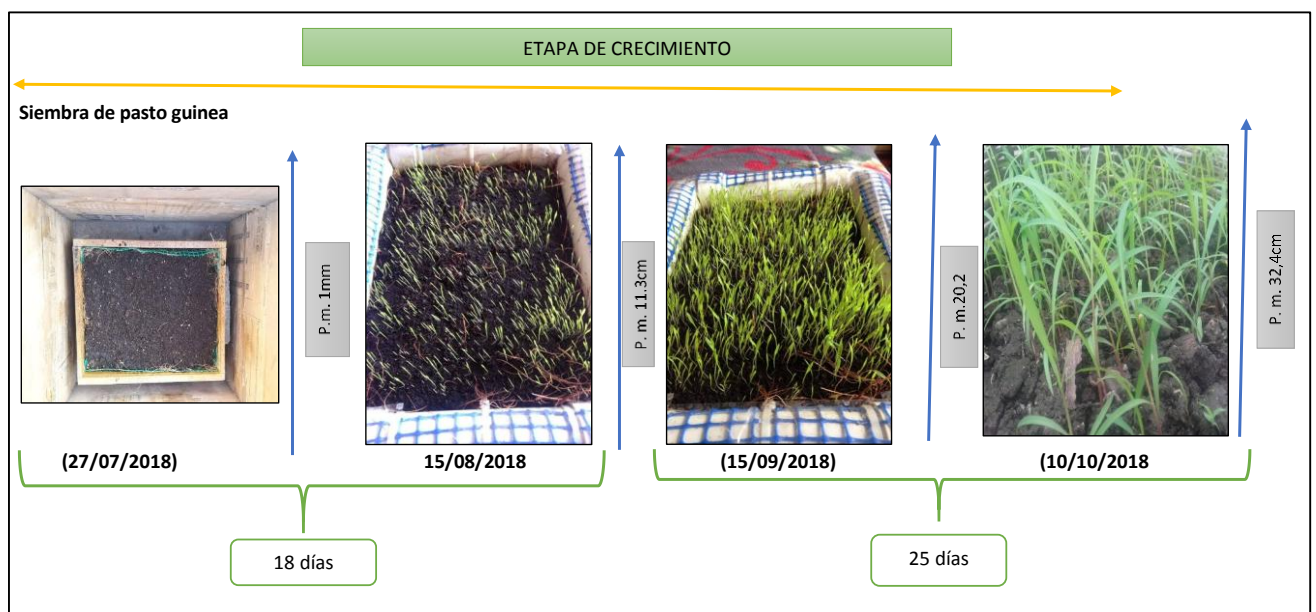 ETAPA DE CRECIMIENTO
Siembra de pasto guinea
P.m. 1mm
P. m. 11.3cm
P. m.20,2
P. m. 32,4cm
(27/07/2018)
15/08/2018
(15/09/2018)
(10/10/2018
18 días
25 días